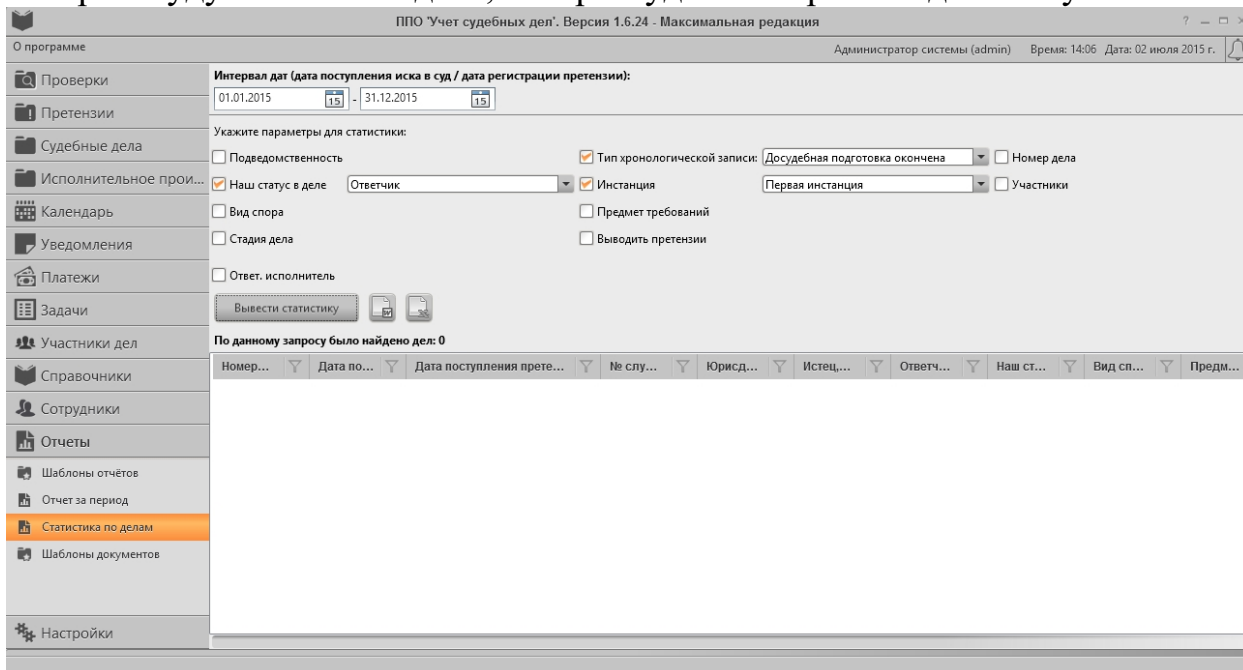 ППО 'Учет судебных дел'. Версия 1.6.24 - Максимальная редакция
О программе
Администратор системы (admin) Время: 14:06 Дата: 02 июля 2015 г.
Проверки
Претензии
Судебные дела
Исполнительное прои...
Календарь
Уведомления
Платежи
Задачи
Участники дел
Справочники
Сотрудники
Отчеты
Шаблоны отчётов
Отчет за период
Статистика по делам
Шаблоны документов
Настройки
Интервал дат (дата поступления иска в суд / дата регистрации претензии):
01.01.2015 15 - 31.12.2015 15
Укажите параметры для статистики:
Подведомственность Тип хронологической записи: Досудебная подготовка окончена Номер дела
Наш статус в деле Ответчик Инстанция Первая инстанция Участники
Вид спора Предмет требований
Стадия дела Выводить претензии
Ответ. исполнитель
Вывести статистику
По данному запросу было найдено дел: 0
Номер... Дата по... Дата поступления прете... № слу... Юрисд... Истец,... Ответч... Наш ст... Вид сп... Предм...